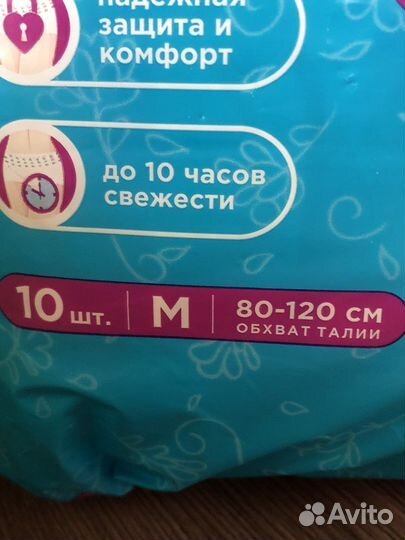 надежная
защита и
комфорт
до 10 часов
свежести
10 шт. M 80-120 см
ОБХВАТ ТАЛИИ
Avito